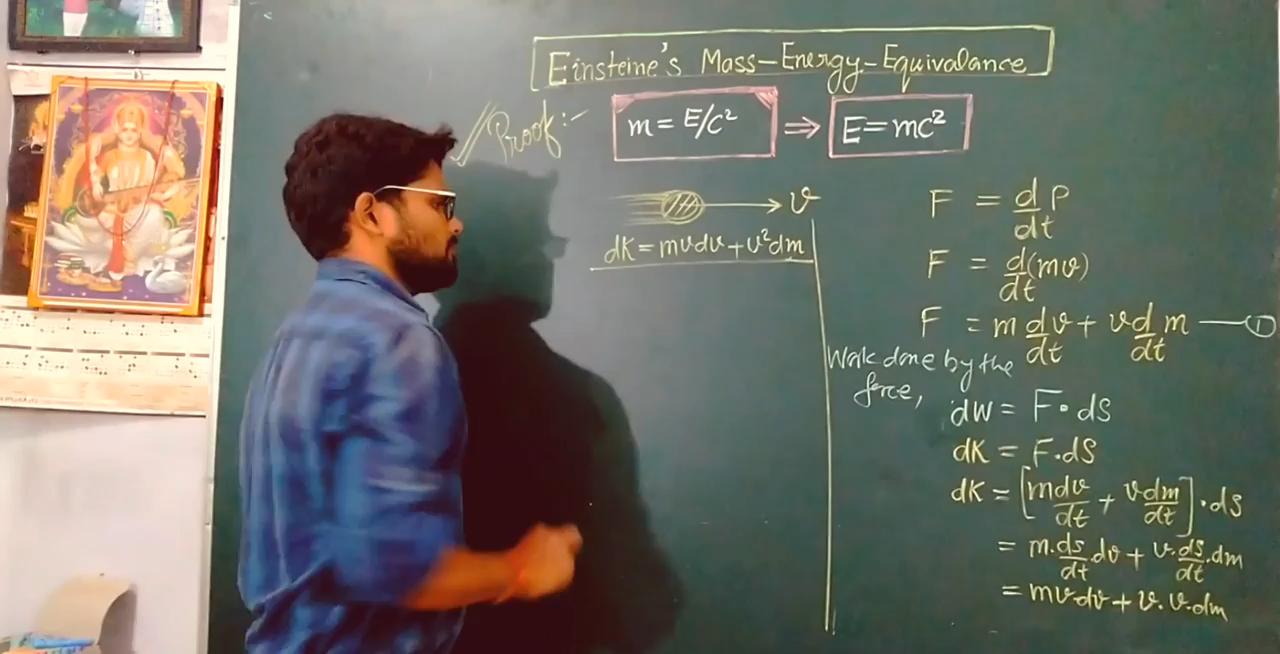 Einsteine's Mass-Energy-Equivalance
Proof:-
m = E/c² ⇒ E=mc²
v
dK = mvdv + v²dm
F = d/dt P
F = d/dt (mv)
F = m dv/dt + v d/dt m —①
Work done by the
force,
dW = F•dS
dK = F.dS
dK = [mdv/dt + vdm/dt].dS
= m.ds/dt.dv + v.ds/dt.dm
= mv.dv + v.v.dm